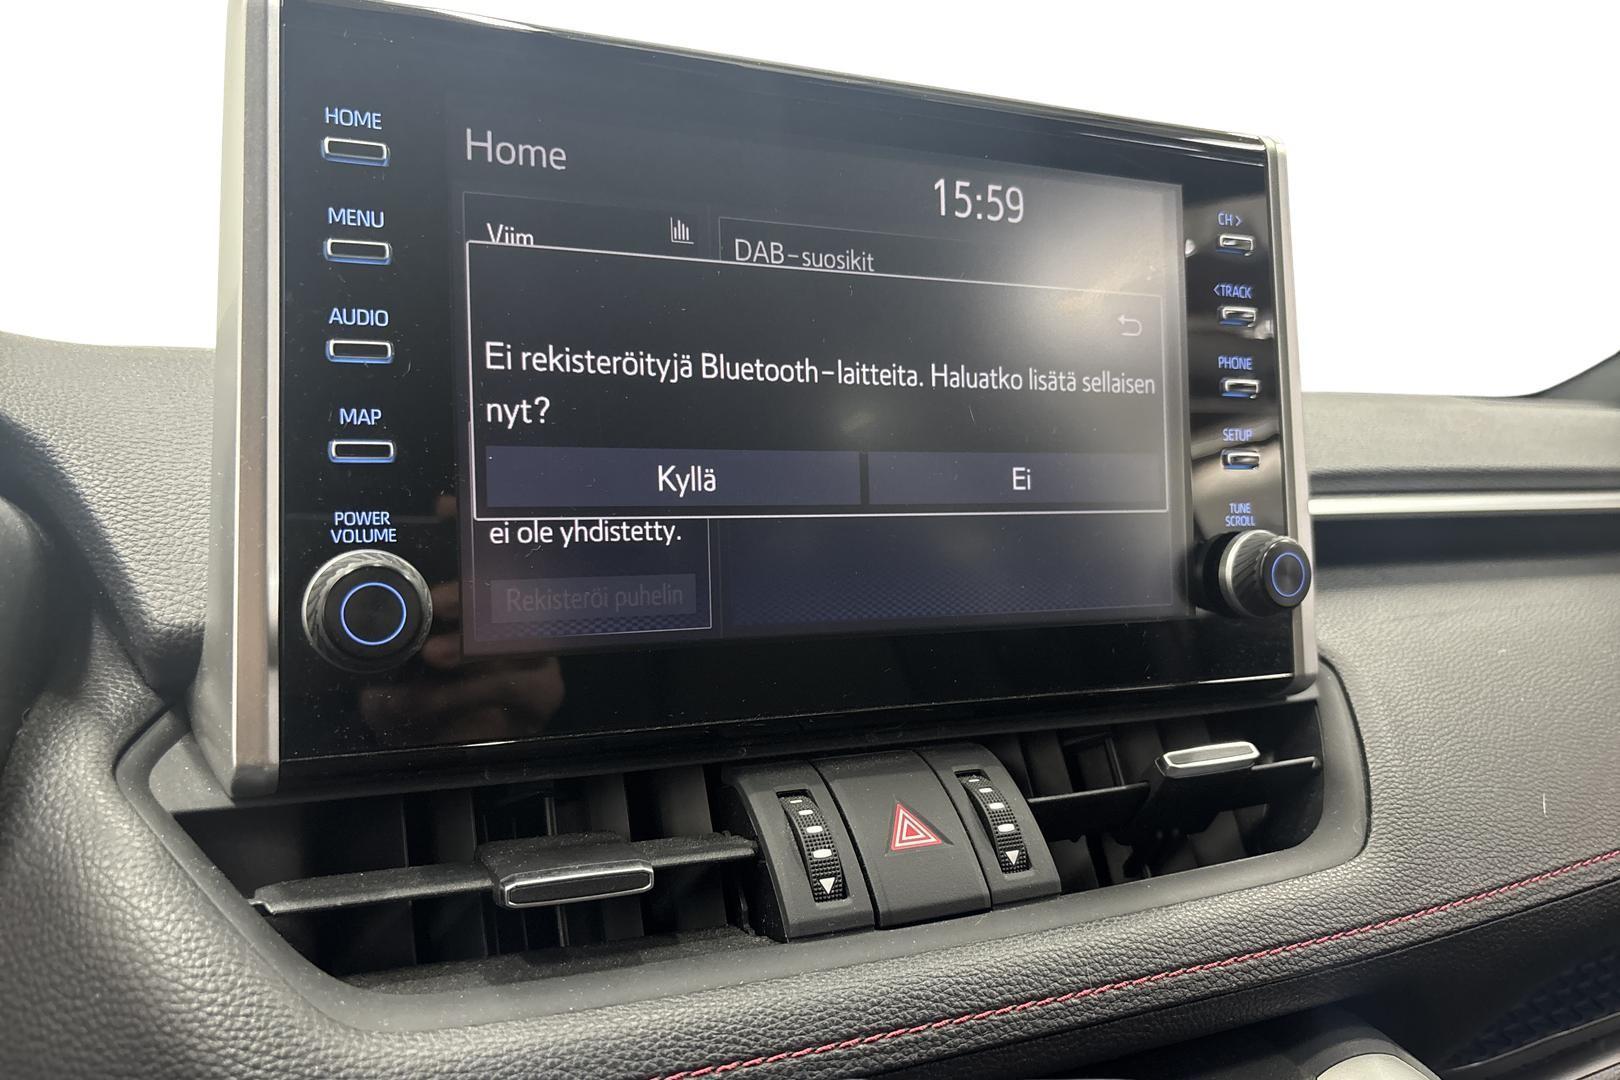 HOME
MENU
AUDIO
MAP
POWER
VOLUME
Home
15:59
Viim
DAB-suosikit
Ei rekisteröityjä Bluetooth-laitteita. Haluatko lisätä sellaisen
nyt?
Kyllä
Ei
ei ole yhdistetty.
Rekisteröi puhelin
CH >
<TRACK
PHONE
SETUP
TUNE
SCROLL